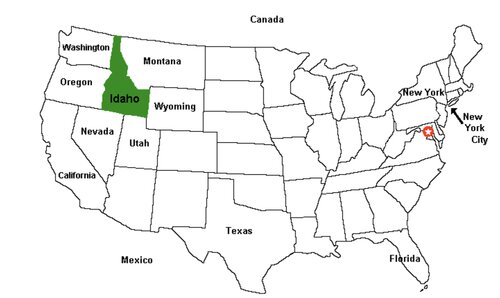 Canada
Washington
Montana
Oregon
Idaho
Wyoming
New York
New
York
City
Nevada
Utah
California
Texas
Mexico
Florida